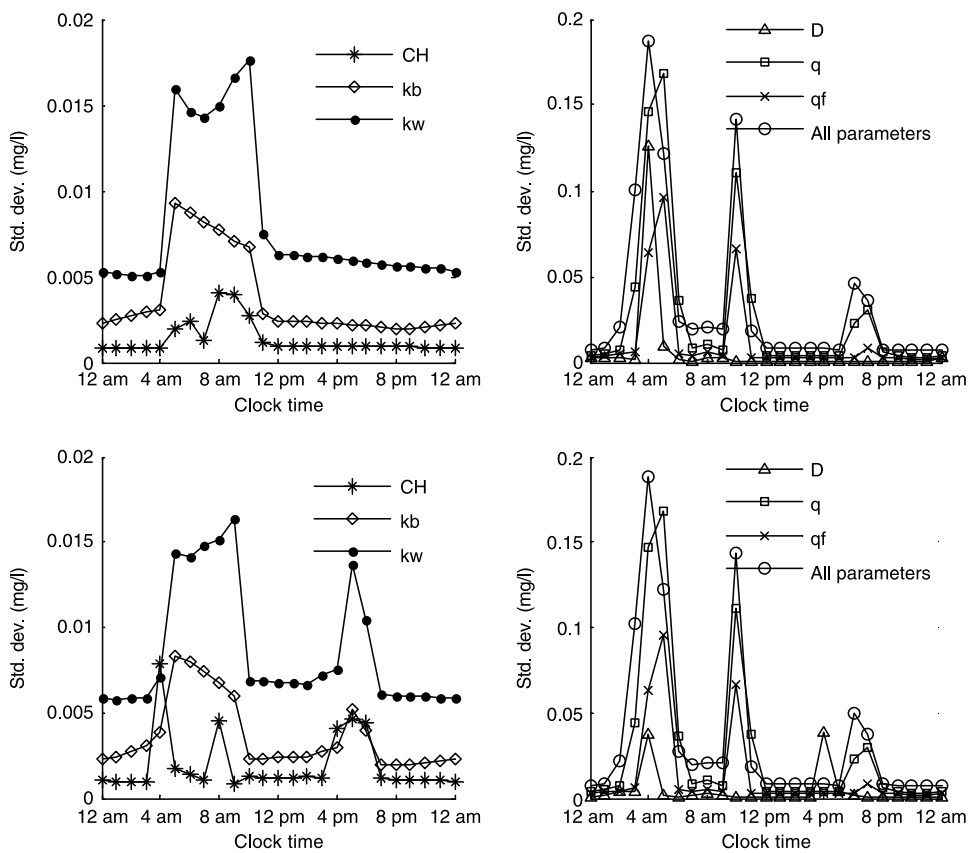 0.02
0.015
0.01
0.005
0
Std. dev. (mg/l)
CH
kb
kw
12 am 4 am 8 am 12 pm 4 pm 8 pm 12 am
Clock time
0.2
0.15
0.1
0.05
0
Std. dev. (mg/l)
D
q
qf
All parameters
12 am 4 am 8 am 12 pm 4 pm 8 pm 12 am
Clock time
0.02
0.015
0.01
0.005
0
Std. dev. (mg/l)
CH
kb
kw
12 am 4 am 8 am 12 pm 4 pm 8 pm 12 am
Clock time
0.2
0.15
0.1
0.05
0
Std. dev. (mg/l)
D
q
qf
All parameters
12 am 4 am 8 am 12 pm 4 pm 8 pm 12 am
Clock time